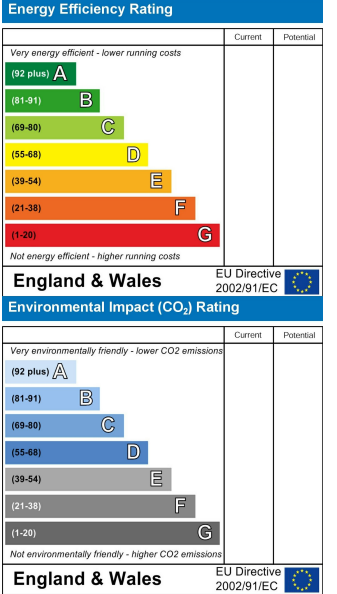 Energy Efficiency Rating
Current Potential
Very energy efficient - lower running costs
(92 plus) A
(81-91) B
(69-80) C
(55-68) D
(39-54) E
(21-38) F
(1-20) G
Not energy efficient - higher running costs
England & Wales
EU Directive
2002/91/EC
Environmental Impact (CO₂) Rating
Current Potential
Very environmentally friendly - lower CO2 emissions
(92 plus) A
(81-91) B
(69-80) C
(55-68) D
(39-54) E
(21-38) F
(1-20) G
Not environmentally friendly - higher CO2 emissions
England & Wales
EU Directive
2002/91/EC